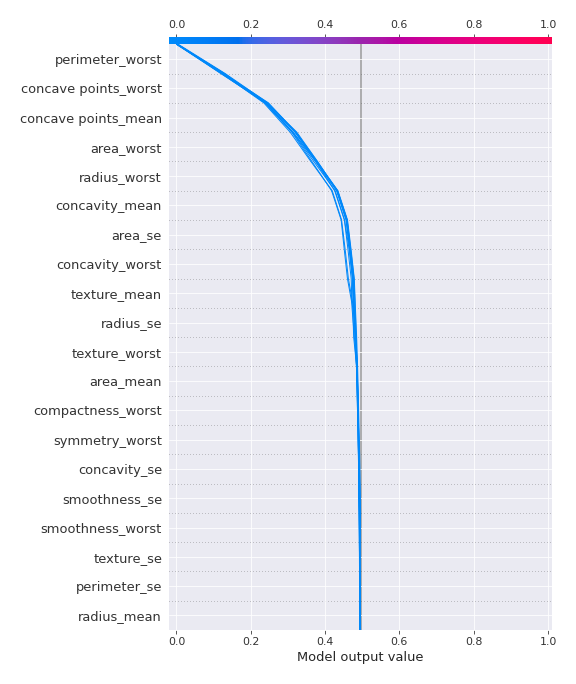 0.0 0.2 0.4 0.6 0.8 1.0
perimeter_worst
concave points_worst
concave points_mean
area_worst
radius_worst
concavity_mean
area_se
concavity_worst
texture_mean
radius_se
texture_worst
area_mean
compactness_worst
symmetry_worst
concavity_se
smoothness_se
smoothness_worst
texture_se
perimeter_se
radius_mean
0.0 0.2 0.4 0.6 0.8 1.0
Model output value